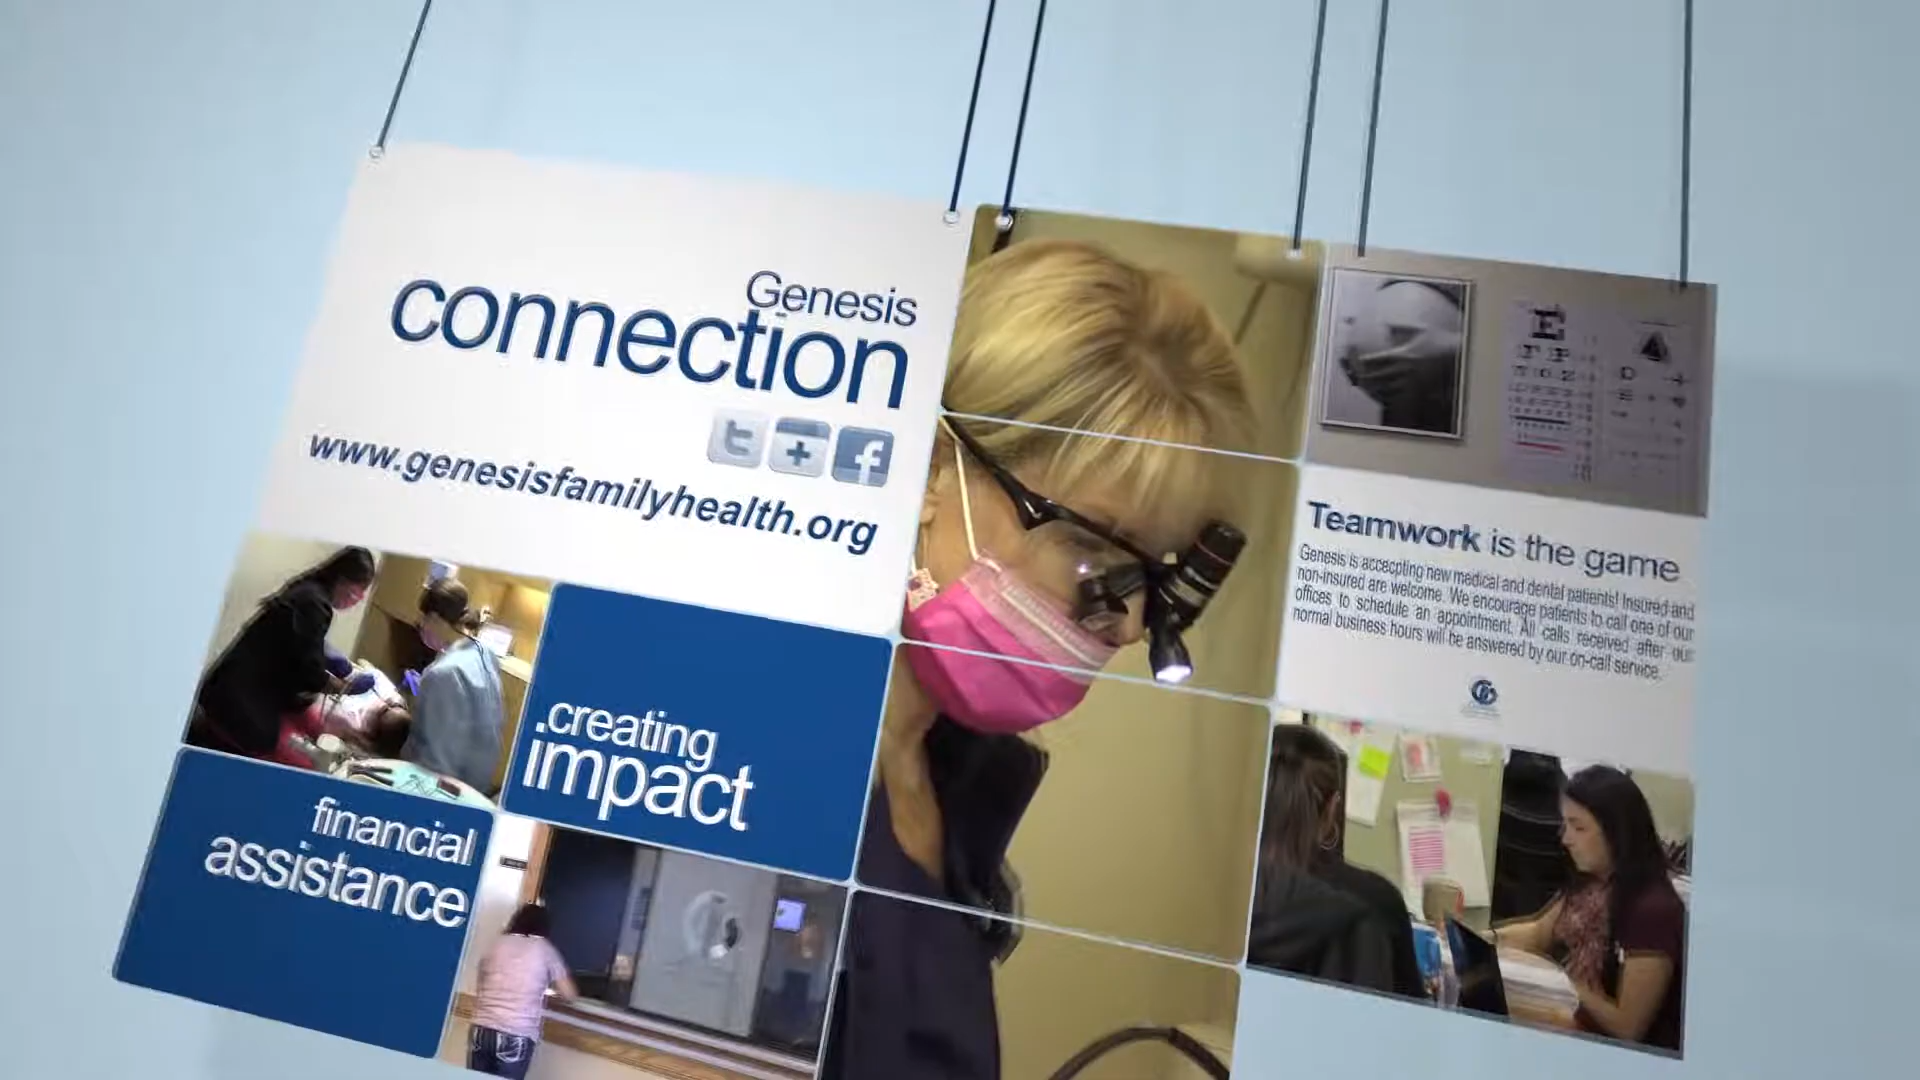 Genesis
connection
www.genesisfamilyhealth.org
.creating
impact
financial
assistance
E
Teamwork is the game
Genesis is accecpting new medical and dental patients! Insured and
non-insured are welcome. We encourage patients to call one of our
offices to schedule an appointment. All calls received after our
normal business hours will be answered by our on-call service.